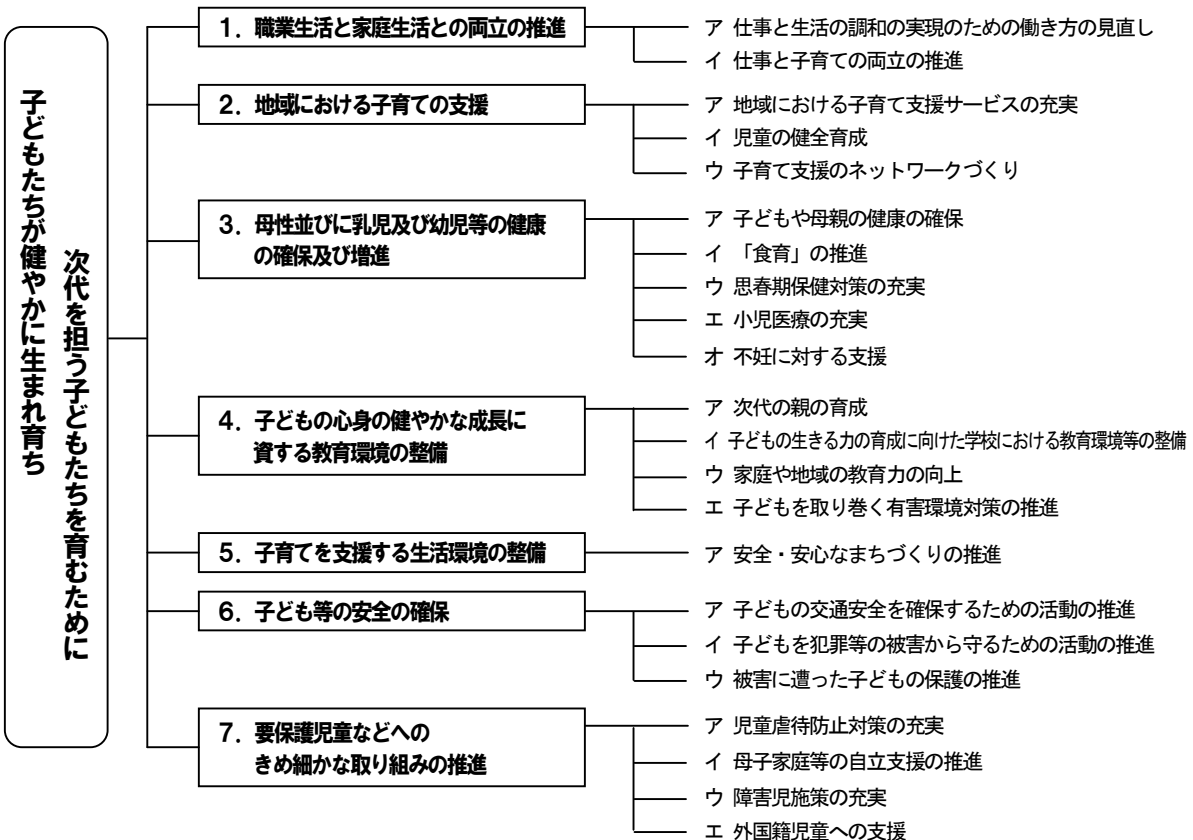 子どもたちが健やかに生まれ育ち
次代を担う子どもたちを育むために
1. 職業生活と家庭生活との両立の推進
ア 仕事と生活の調和の実現のための働き方の見直し
イ 仕事と子育ての両立の推進
2. 地域における子育ての支援
ア 地域における子育て支援サービスの充実
イ 児童の健全育成
ウ 子育て支援のネットワークづくり
3. 母性並びに乳児及び幼児等の健康
の確保及び増進
ア 子どもや母親の健康の確保
イ 「食育」の推進
ウ 思春期保健対策の充実
エ 小児医療の充実
オ 不妊に対する支援
4. 子どもの心身の健やかな成長に
資する教育環境の整備
ア 次代の親の育成
イ 子どもの生きる力の育成に向けた学校における教育環境等の整備
ウ 家庭や地域の教育力の向上
エ 子どもを取り巻く有害環境対策の推進
5. 子育てを支援する生活環境の整備
ア 安全・安心なまちづくりの推進
6. 子ども等の安全の確保
ア 子どもの交通安全を確保するための活動の推進
イ 子どもを犯罪等の被害から守るための活動の推進
ウ 被害に遭った子どもの保護の推進
7. 要保護児童などへの
きめ細かな取り組みの推進
ア 児童虐待防止対策の充実
イ 母子家庭等の自立支援の推進
ウ 障害児施策の充実
エ 外国籍児童への支援